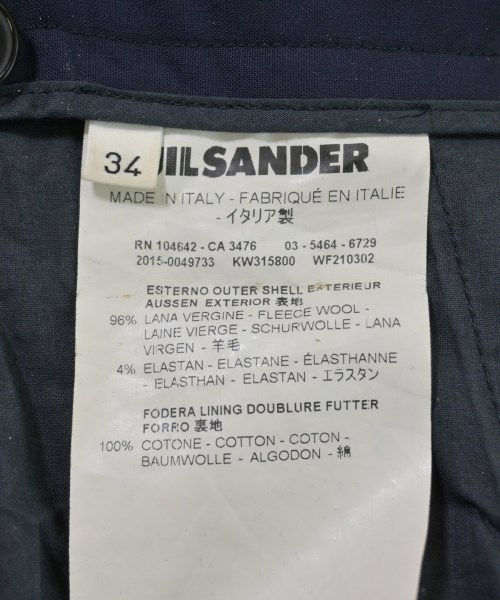 34
JIL SANDER
MADE IN ITALY - FABRIQUÉ EN ITALIE
- イタリア製
RN 104642 - CA 3476 03 - 5464 - 6729
2015-0049733 KW315800 WF210302
ESTERNO OUTER SHELL EXTERIEUR
AUSSEN EXTERIOR 表地
96% LANA VERGINE - FLEECE WOOL -
LAINE VIERGE - SCHURWOLLE - LANA
VIRGEN - 羊毛
4% ELASTAN - ELASTANE - ÉLASTHANNE
- ELASTHAN - ELASTAN - エラスタン
FODERA LINING DOUBLURE FUTTER
FORRO 裏地
100% COTONE - COTTON - COTON -
BAUMWOLLE - ALGODON - 綿